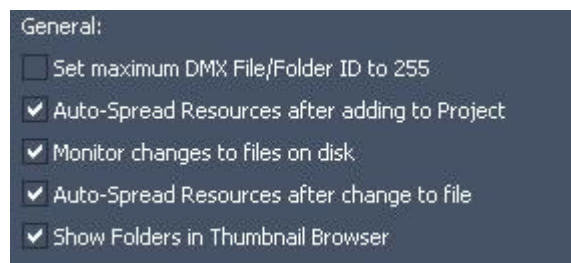 General:
Set maximum DMX File/Folder ID to 255
Auto-Spread Resources after adding to Project
Monitor changes to files on disk
Auto-Spread Resources after change to file
Show Folders in Thumbnail Browser